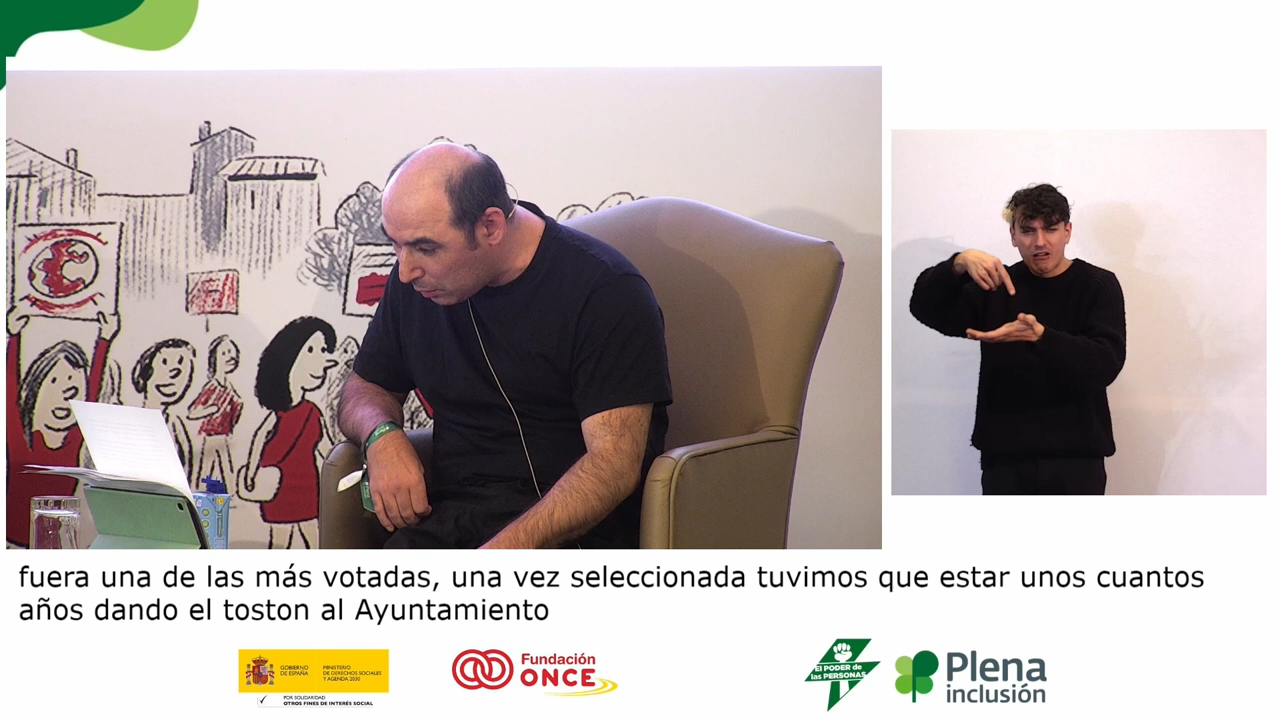 fuera una de las más votadas, una vez seleccionada tuvimos que estar unos cuantos
años dando el toston al Ayuntamiento
GOBIERNO
DE ESPAÑA
MINISTERIO
DE DERECHOS SOCIALES
Y AGENDA 2030
POR SOLIDARIDAD
OTROS FINES DE INTERÉS SOCIAL
Fundación
ONCE
El PODER de
las PERSONAS
Plena
inclusión